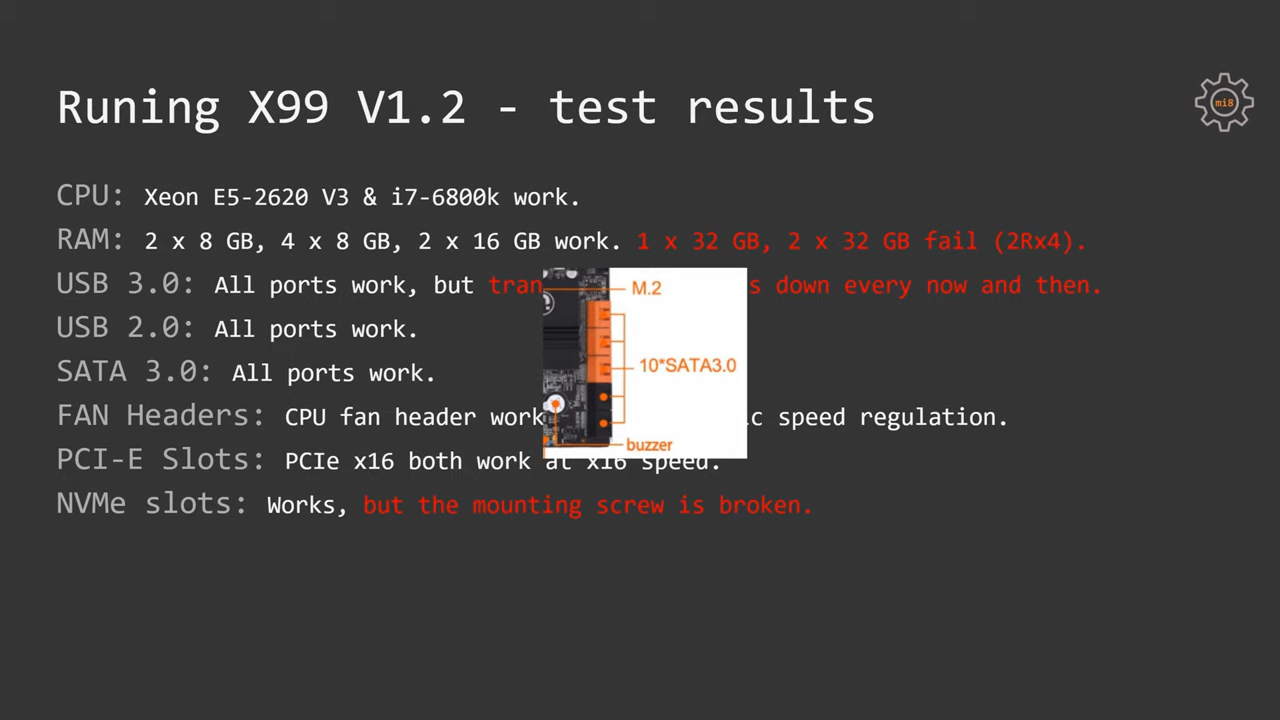 Runing X99 V1.2 - test results
mi8
CPU: Xeon E5-2620 V3 & i7-6800k work.
RAM: 2 x 8 GB, 4 x 8 GB, 2 x 16 GB work. 1 x 32 GB, 2 x 32 GB fail (2Rx4).
USB 3.0: All ports work, but down every now and then.
USB 2.0: All ports work.
SATA 3.0: All ports work.
FAN Headers: CPU fan header speed regulation.
PCI-E Slots: PCIe x16 both work at x16 speed.
NVMe slots: Works, but the mounting screw is broken.
M.2
10*SATA3.0
buzzer